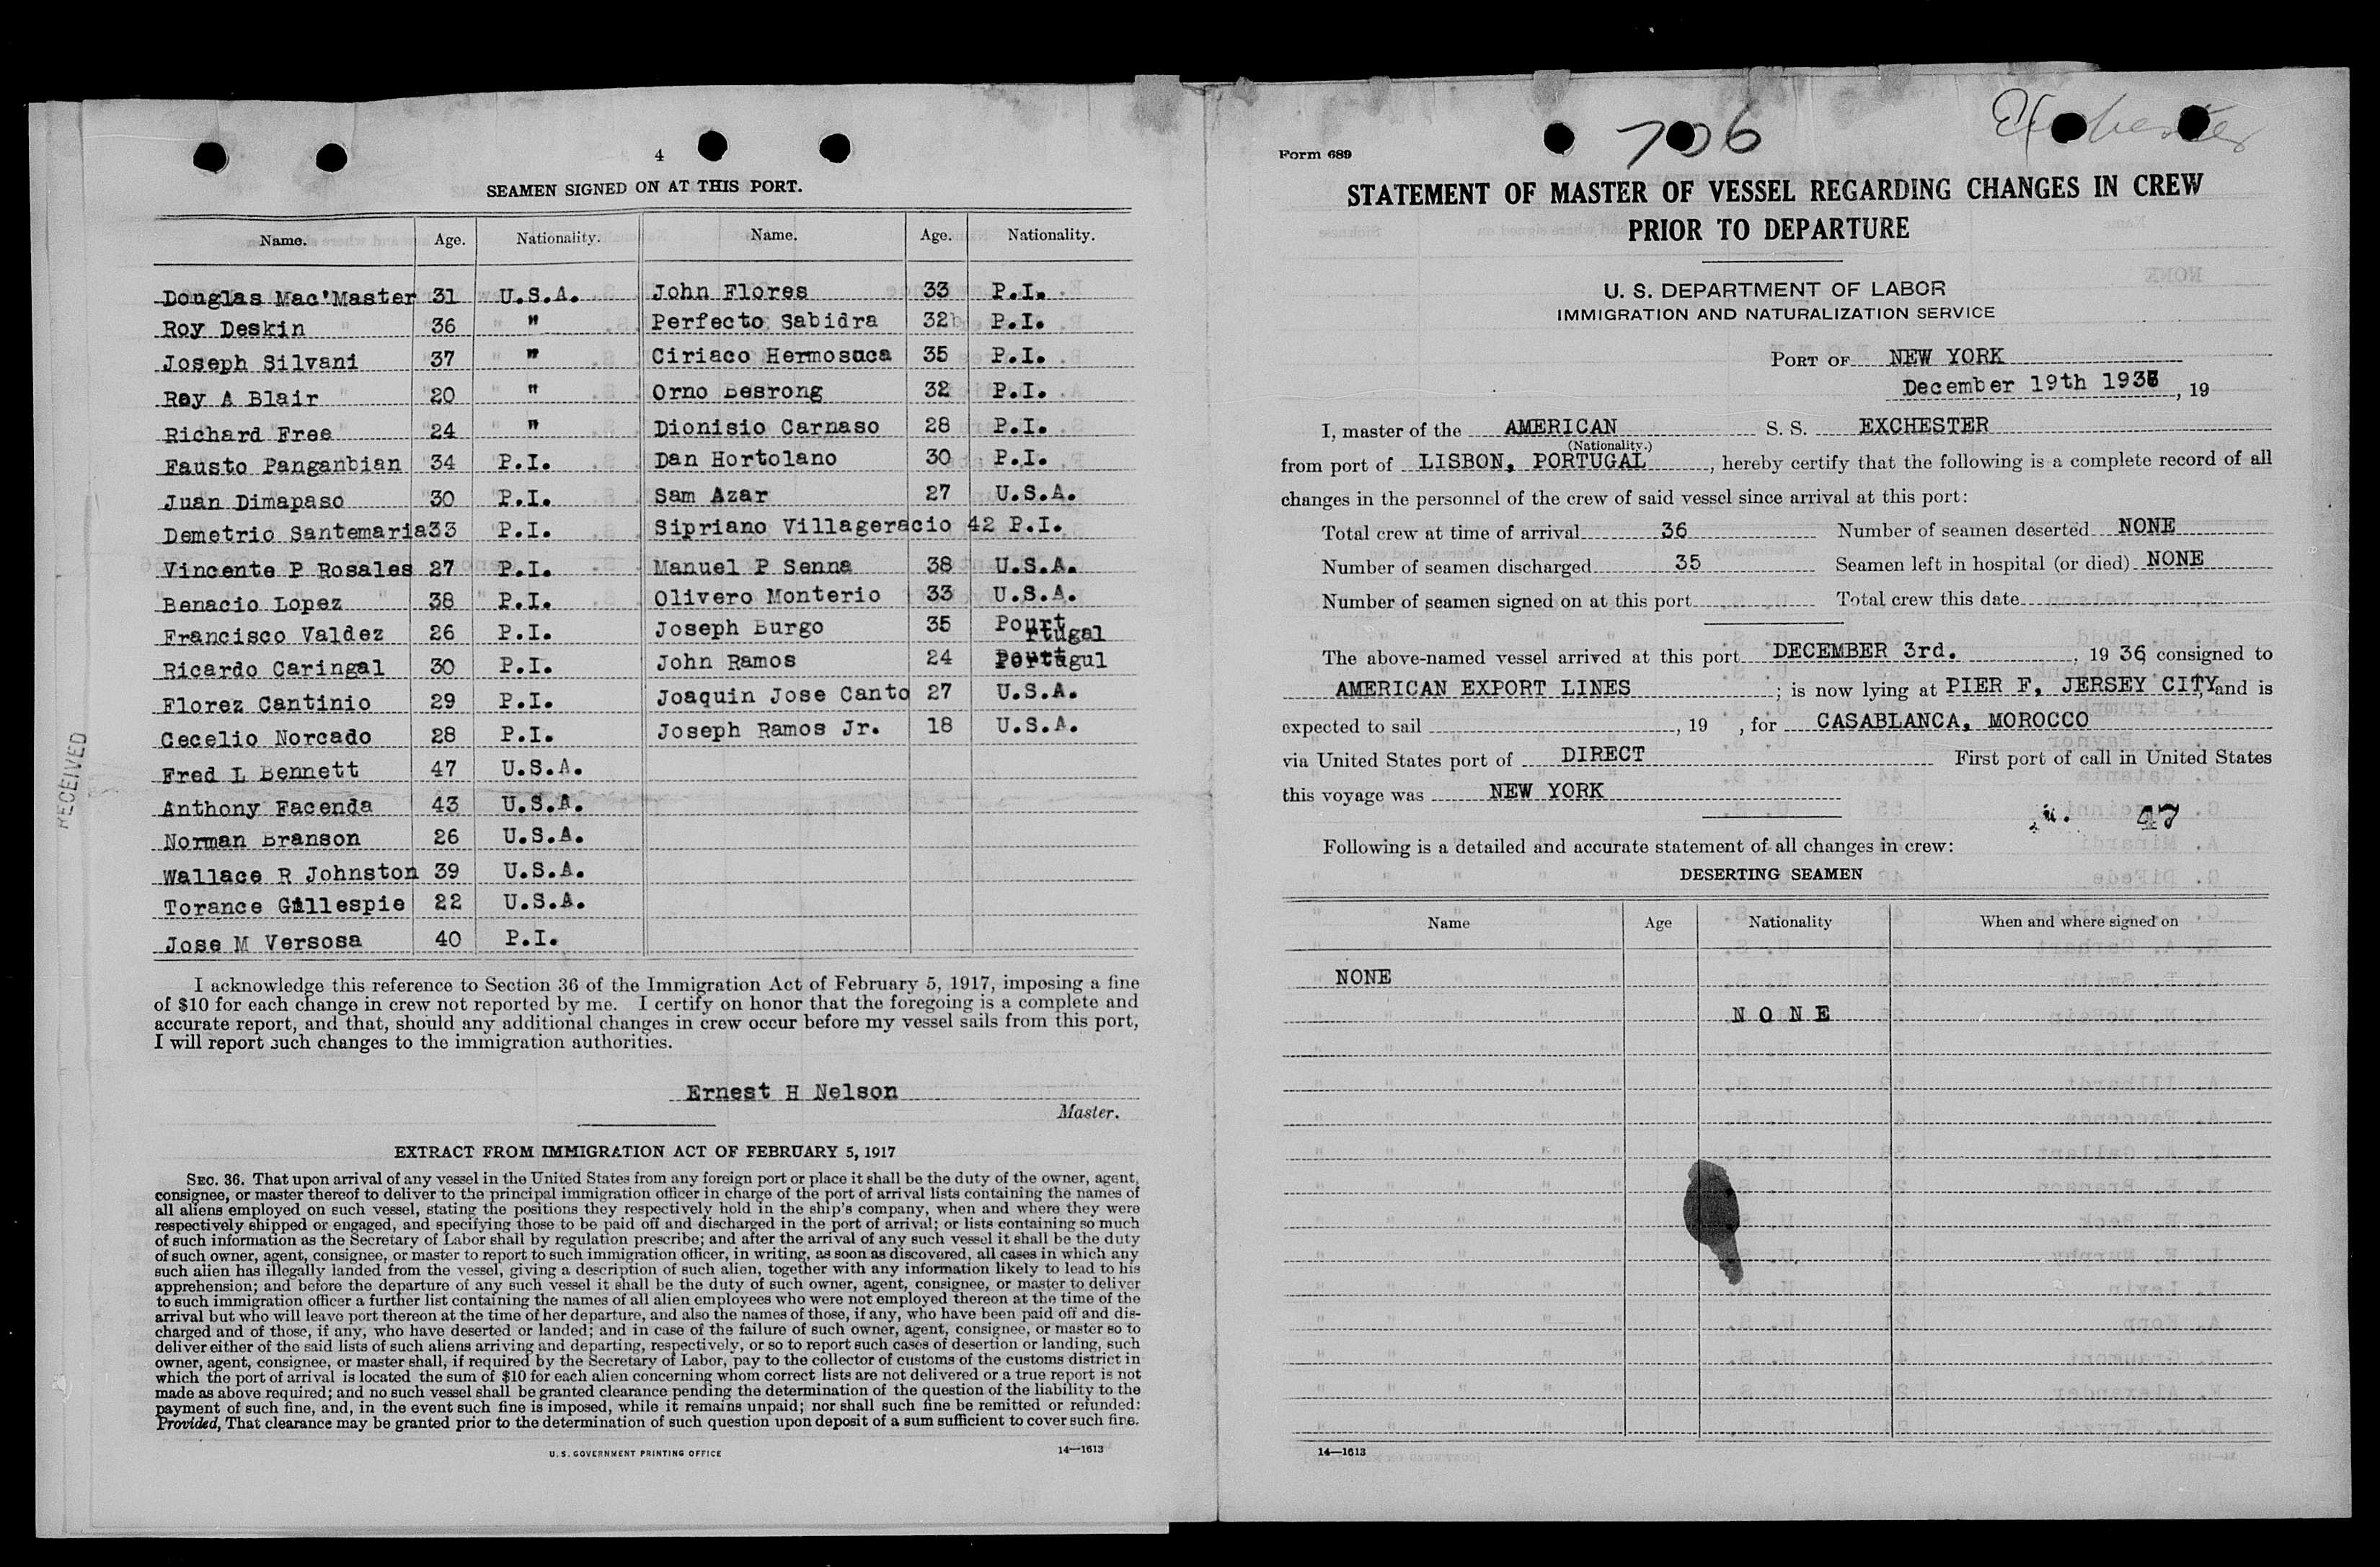 4
SEAMEN SIGNED ON AT THIS PORT.
Name. Age. Nationality. Name. Age. Nationality.
Douglas Mac'Master 31 U.S.A. John Flores 33 P.I.
Roy Deskin 36 " Perfecto Sabidra 32 P.I.
Joseph Silvani 37 " Ciriaco Hermosuca 35 P.I.
Ray A Blair 20 " Orno Besrong 32 P.I.
Richard Free 24 " Dionisio Carnaso 28 P.I.
Fausto Panganbian 34 P.I. Dan Hortolano 30 P.I.
Juan Dimapaso 30 P.I. Sam Azar 27 U.S.A.
Demetrio Santemaria 33 P.I. Sipriano Villageracio 42 P.I.
Vincente P Rosales 27 P.I. Manuel P Senna 38 U.S.A.
Benacio Lopez 38 P.I. Olivero Monterio 33 U.S.A.
Francisco Valdez 26 P.I. Joseph Burgo 35 Pourt rtugal
Ricardo Caringal 30 P.I. John Ramos 24 Portugul
Florez Cantinio 29 P.I. Joaquin Jose Canto 27 U.S.A.
Cecelio Norcado 28 P.I. Joseph Ramos Jr. 18 U.S.A.
Fred L Bennett 47 U.S.A.
Anthony Facenda 43 U.S.A.
Norman Branson 26 U.S.A.
Wallace R Johnston 39 U.S.A.
Torance Gillespie 22 U.S.A.
Jose M Versosa 40 P.I.
RECEIVED
I acknowledge this reference to Section 36 of the Immigration Act of February 5, 1917, imposing a fine
of $10 for each change in crew not reported by me. I certify on honor that the foregoing is a complete and
accurate report, and that, should any additional changes in crew occur before my vessel sails from this port,
I will report such changes to the immigration authorities.
Ernest H Nelson
Master.
EXTRACT FROM IMMIGRATION ACT OF FEBRUARY 5, 1917
SEC. 36. That upon arrival of any vessel in the United States from any foreign port or place it shall be the duty of the owner, agent,
consignee, or master thereof to deliver to the principal immigration officer in charge of the port of arrival lists containing the names of
all aliens employed on such vessel, stating the positions they respectively hold in the ship's company, when and where they were
respectively shipped or engaged, and specifying those to be paid off and discharged in the port of arrival; or lists containing so much
of such information as the Secretary of Labor shall by regulation prescribe; and after the arrival of any such vessel it shall be the duty
of such owner, agent, consignee, or master to report to such immigration officer, in writing, as soon as discovered, all cases in which any
such alien has illegally landed from the vessel, giving a description of such alien, together with any information likely to lead to his
apprehension; and before the departure of any such vessel it shall be the duty of such owner, agent, consignee, or master to deliver
to such immigration officer a further list containing the names of all alien employees who were not employed thereon at the time of the
arrival but who will leave port thereon at the time of her departure, and also the names of those, if any, who have been paid off and dis-
charged and of those, if any, who have deserted or landed; and in case of the failure of such owner, agent, consignee, or master so to
deliver either of the said lists of such aliens arriving and departing, respectively, or so to report such cases of desertion or landing, such
owner, agent, consignee, or master shall, if required by the Secretary of Labor, pay to the collector of customs of the customs district in
which the port of arrival is located the sum of $10 for each alien concerning whom correct lists are not delivered or a true report is not
made as above required; and no such vessel shall be granted clearance pending the determination of the question of the liability to the
payment of such fine, and, in the event such fine is imposed, while it remains unpaid; nor shall such fine be remitted or refunded:
Provided, That clearance may be granted prior to the determination of such question upon deposit of a sum sufficient to cover such fine.
U.S. GOVERNMENT PRINTING OFFICE 14—1613
Form 689 706 Exchester
STATEMENT OF MASTER OF VESSEL REGARDING CHANGES IN CREW
PRIOR TO DEPARTURE
U. S. DEPARTMENT OF LABOR
IMMIGRATION AND NATURALIZATION SERVICE
PORT OF NEW YORK
December 19th 1936, 19
I, master of the AMERICAN S. S. EXCHESTER
(Nationality.)
from port of LISBON, PORTUGAL, hereby certify that the following is a complete record of all
changes in the personnel of the crew of said vessel since arrival at this port:
Total crew at time of arrival 36 Number of seamen deserted NONE
Number of seamen discharged 35 Seamen left in hospital (or died) NONE
Number of seamen signed on at this port Total crew this date
The above-named vessel arrived at this port DECEMBER 3rd., 1936, consigned to
AMERICAN EXPORT LINES; is now lying at PIER F, JERSEY CITY, and is
expected to sail , 19 , for CASABLANCA, MOROCCO
via United States port of DIRECT First port of call in United States
this voyage was NEW YORK
47
Following is a detailed and accurate statement of all changes in crew:
DESERTING SEAMEN
Name Age Nationality When and where signed on
NONE
N O N E
14—1613